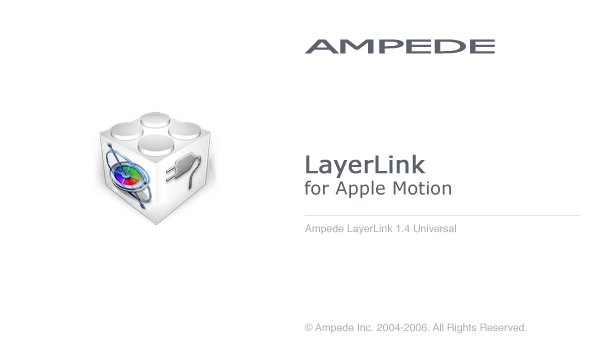 AMPEDE
LayerLink
for Apple Motion
Ampede LayerLink 1.4 Universal
© Ampede Inc. 2004-2006. All Rights Reserved.